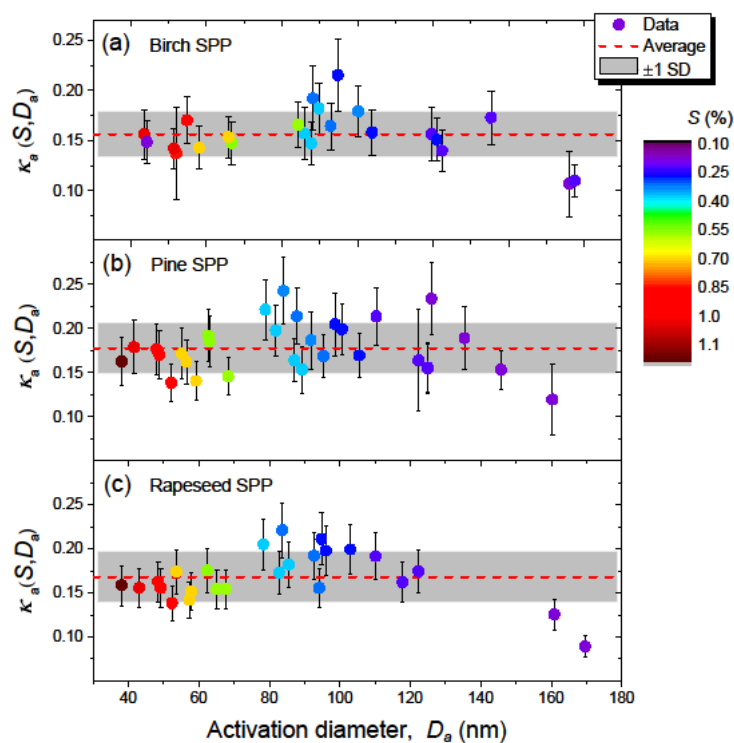 (a) Birch SPP
0.25
0.20
0.15
0.10
κa (S,Da)
(b) Pine SPP
0.25
0.20
0.15
0.10
κa (S,Da)
(c) Rapeseed SPP
0.25
0.20
0.15
0.10
κa (S,Da)
40 60 80 100 120 140 160 180
Activation diameter, Da (nm)
Data
Average
±1 SD
S (%)
0.10
0.25
0.40
0.55
0.70
0.85
1.0
1.1